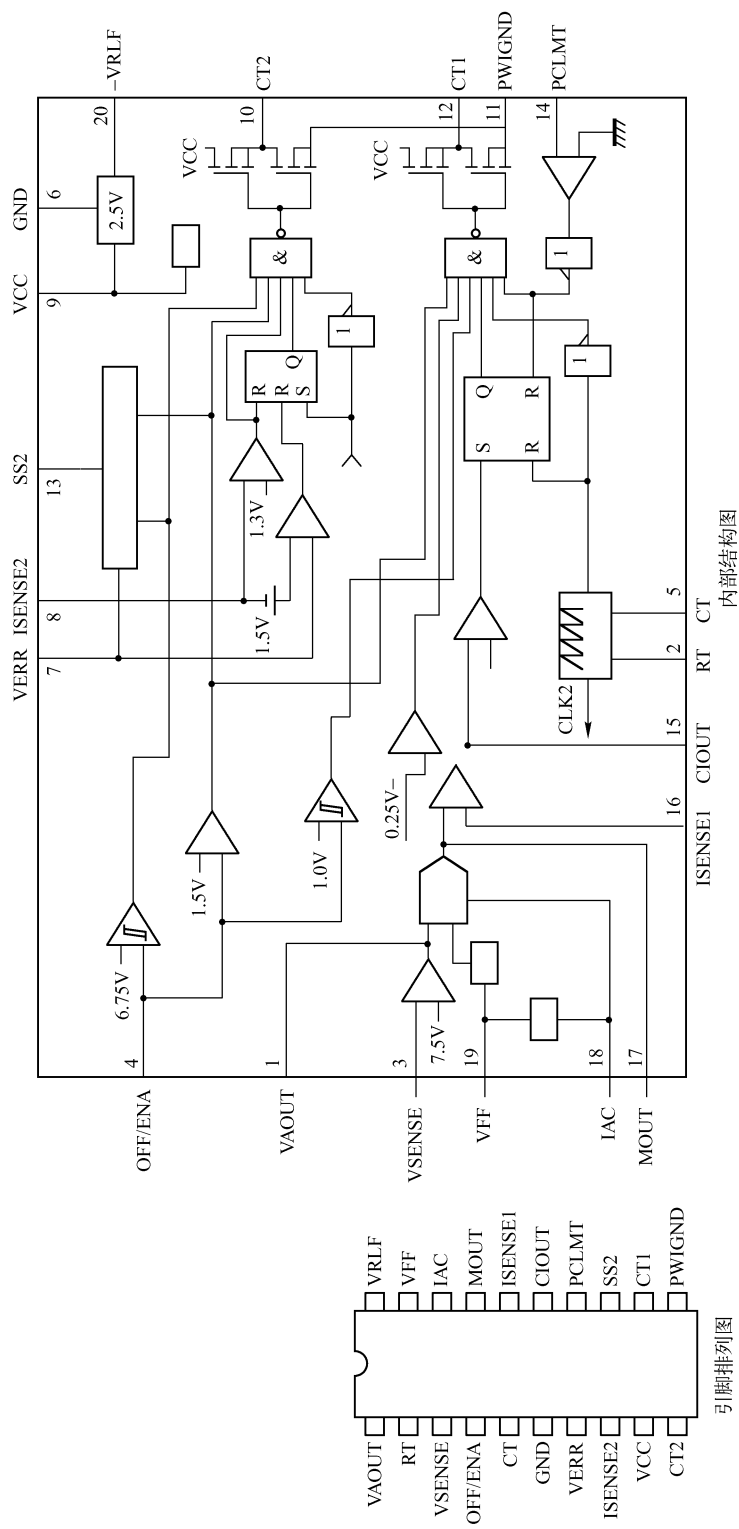 GND
6
VCC
9
SS2
13
ISENSE2
8
VERR
7
–VRLF
20
2.5V
CT2
10
VCC
CT1
12
PWIGND
11
PCLMT
14
VCC
&
&
1
1
1
R
R
S
Q
S
R
Q
R
1.3V
1.5V
6.75V
1.5V
1.0V
0.25V–
7.5V
CLK2
OFF/ENA
4
VAOUT
1
VSENSE
3
VFF
19
IAC
18
MOUT
17
ISENSE1
16
CIOUT
15
RT
2
CT
5
内部结构图
VAOUT
RT
VSENSE
OFF/ENA
CT
GND
VERR
ISENSE2
VCC
CT2
VRLF
VFF
IAC
MOUT
ISENSE1
CIOUT
PCLMT
SS2
CT1
PWIGND
引脚排列图